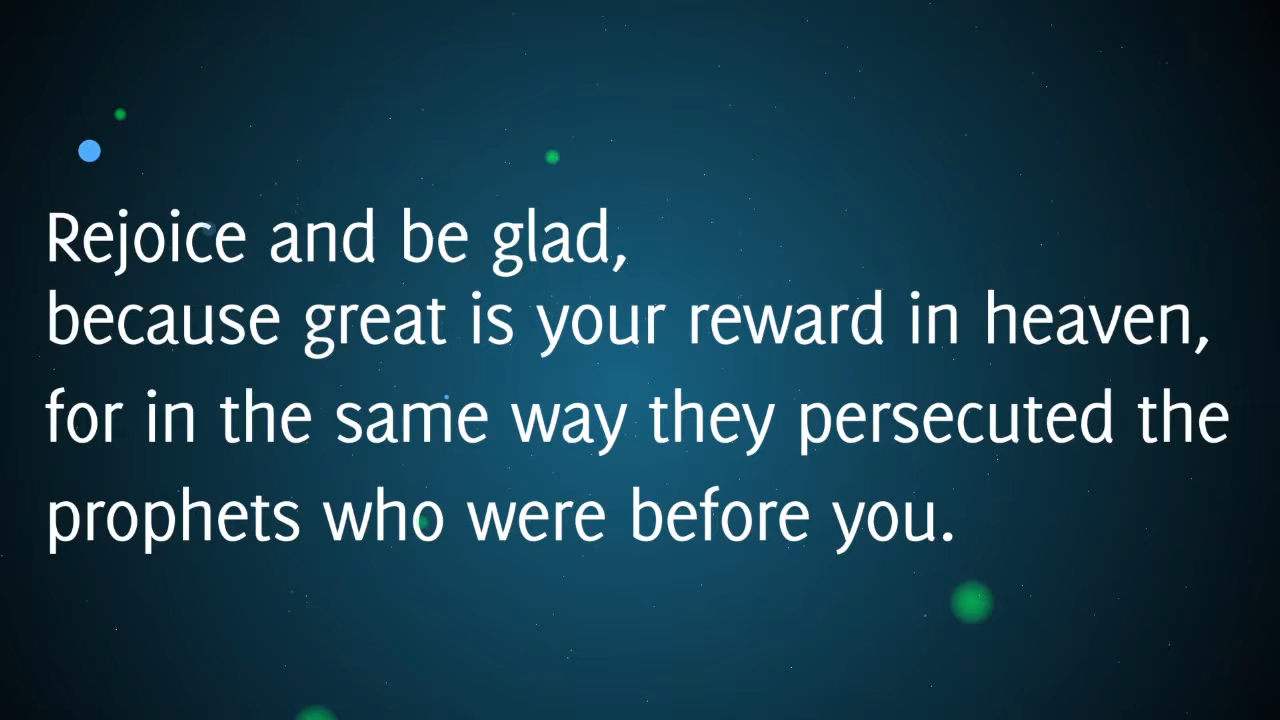 Rejoice and be glad,
because great is your reward in heaven,
for in the same way they persecuted the
prophets who were before you.